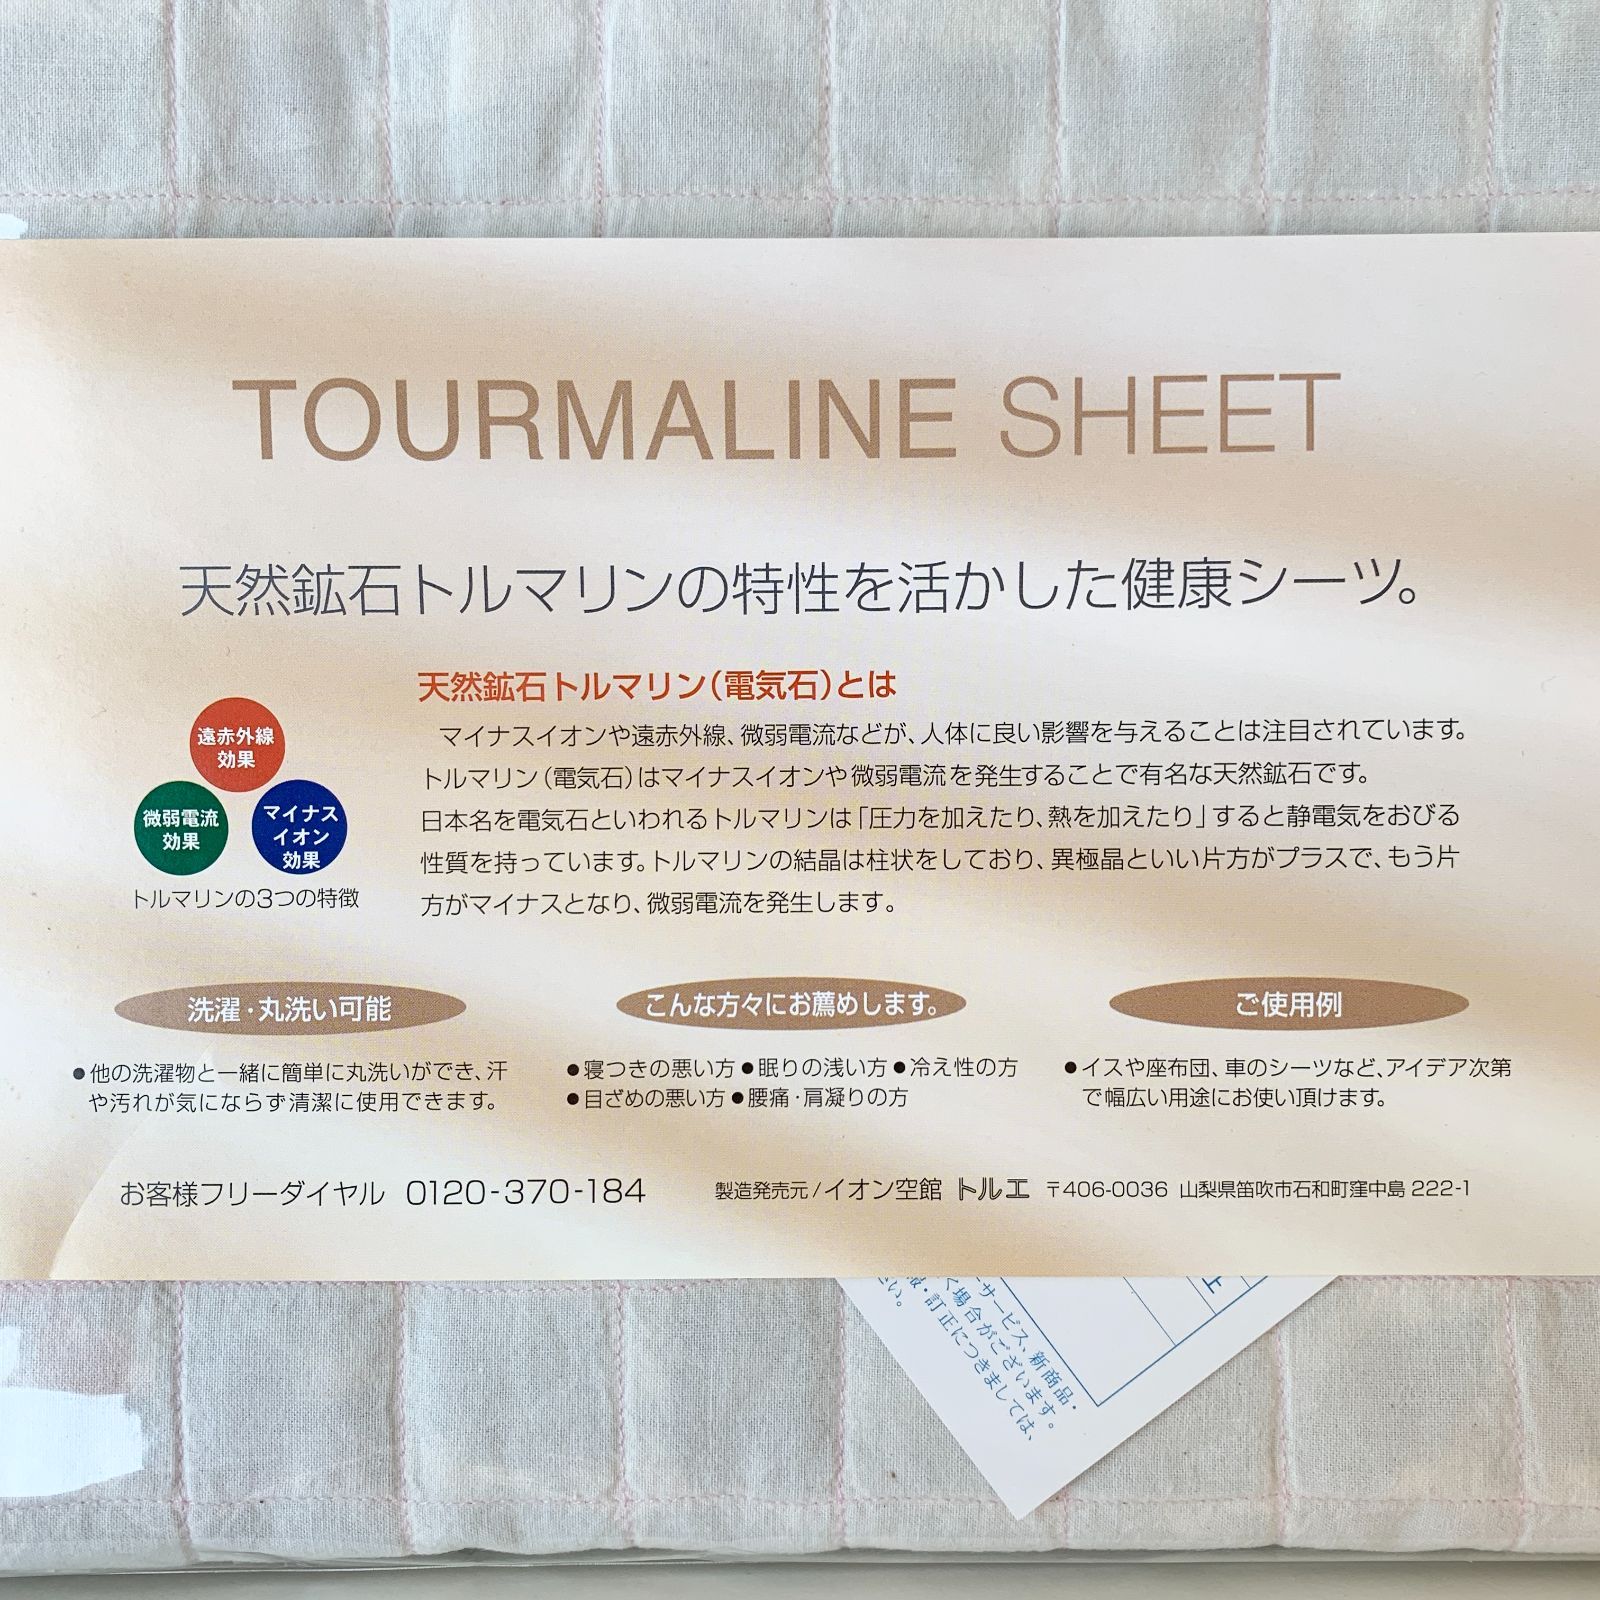 TOURMALINE SHEET
天然鉱石トルマリンの特性を活かした健康シーツ。
遠赤外線
効果
微弱電流
効果
マイナス
イオン
効果
トルマリンの3つの特徴
天然鉱石トルマリン(電気石)とは
マイナスイオンや遠赤外線、微弱電流などが、人体に良い影響を与えることは注目されています。
トルマリン(電気石)はマイナスイオンや微弱電流を発生することで有名な天然鉱石です。
日本名を電気石といわれるトルマリンは「圧力を加えたり、熱を加えたり」すると静電気をおびる
性質を持っています。トルマリンの結晶は柱状をしており、異極晶といい片方がプラスで、もう片
方がマイナスとなり、微弱電流を発生します。
洗濯・丸洗い可能
●他の洗濯物と一緒に簡単に丸洗いができ、汗
や汚れが気にならず清潔に使用できます。
こんな方々にお薦めします。
●寝つきの悪い方●眠りの浅い方●冷え性の方
●目ざめの悪い方●腰痛・肩凝りの方
ご使用例
●イスや座布団、車のシーツなど、アイデア次第
で幅広い用途にお使い頂けます。
お客様フリーダイヤル 0120-370-184
製造発売元/イオン空館 トルエ 〒406-0036 山梨県笛吹市石和町窪中島222-1
上
サービス、新商品・
く場合がございます。
・訂正につきましては、
い。